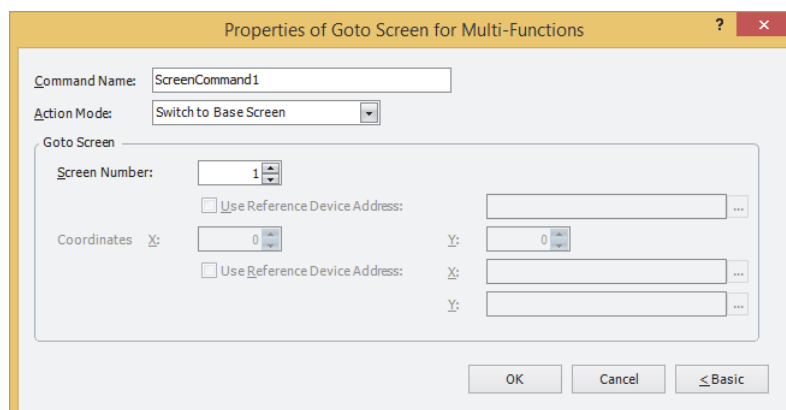 Properties of Goto Screen for Multi-Functions ? ×
Command Name: ScreenCommand1
Action Mode: Switch to Base Screen
Goto Screen
Screen Number: 1
Use Reference Device Address: ...
Coordinates X: 0 Y: 0
Use Reference Device Address: X: ...
Y: ...
OK Cancel < Basic